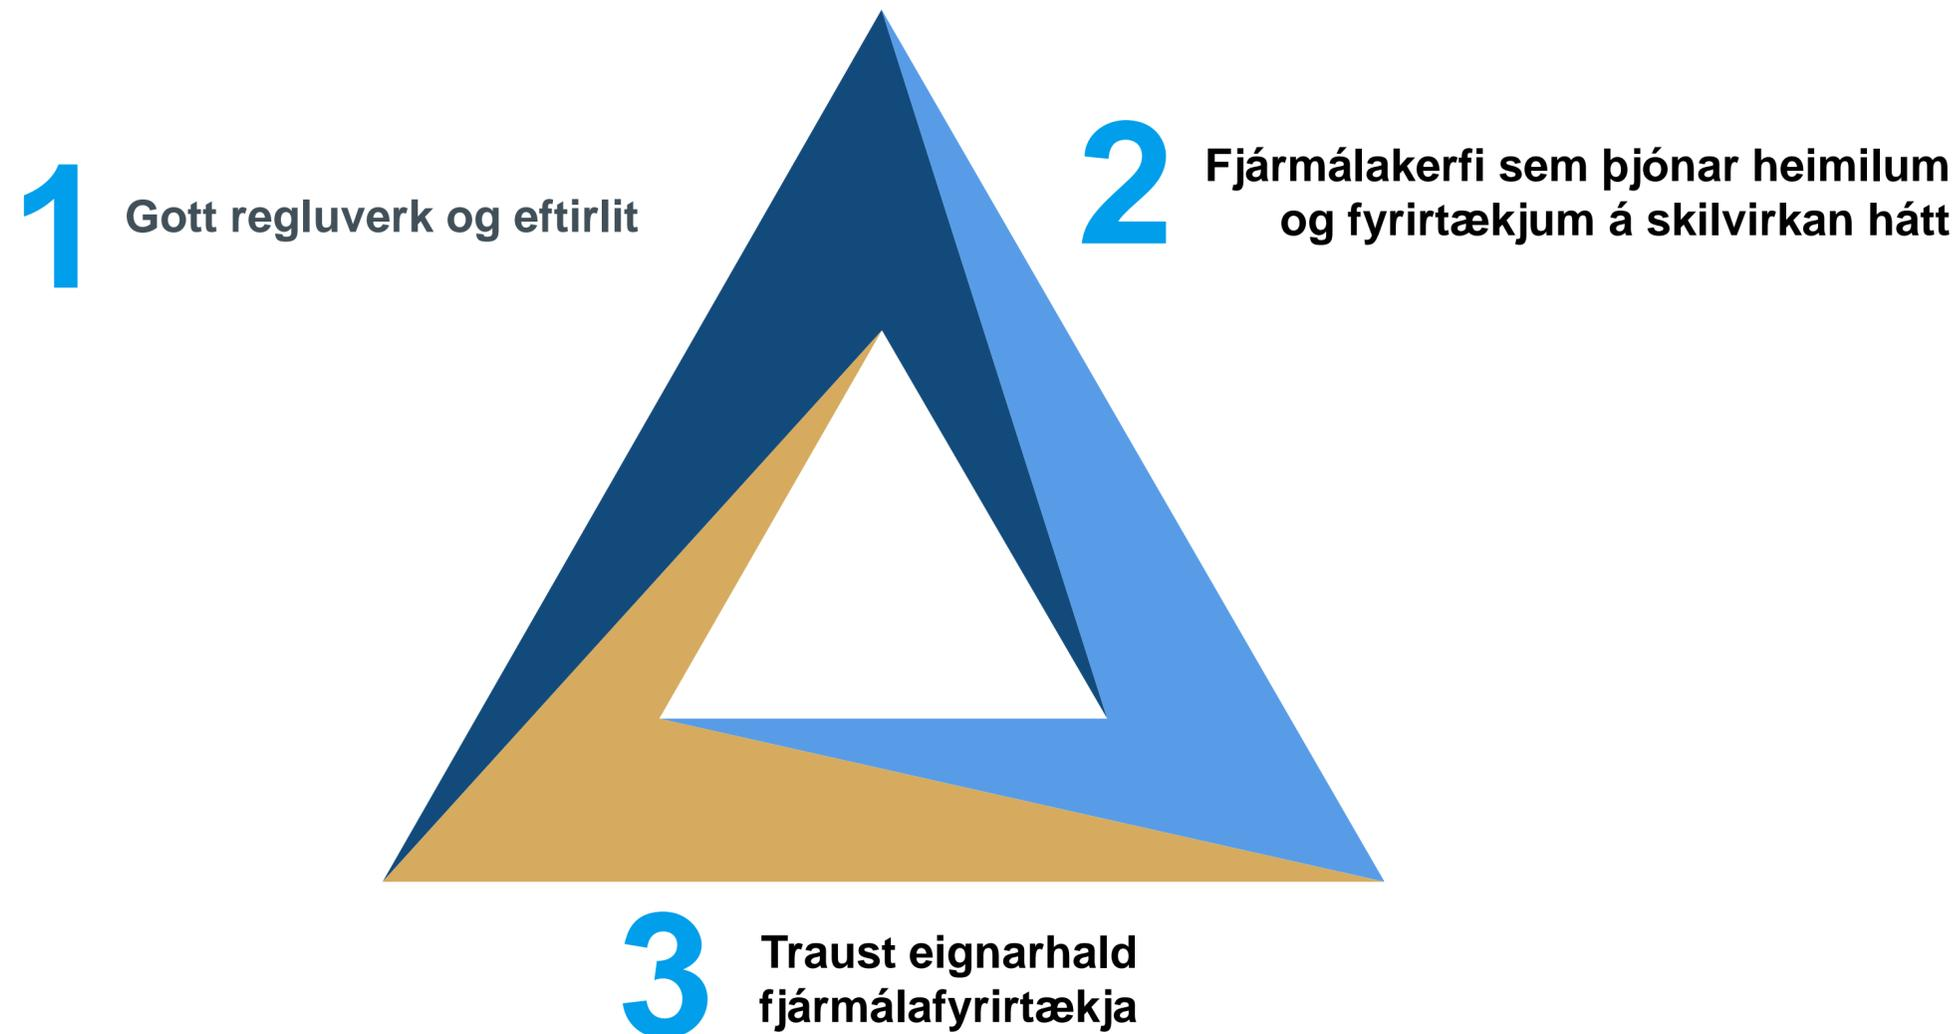 1
Gott regluverk og eftirlit
2
Fjármálakerfi sem þjónar heimilum
og fyrirtækjum á skilvirkan hátt
3
Traust eignarhald
fjármálafyrirtækja